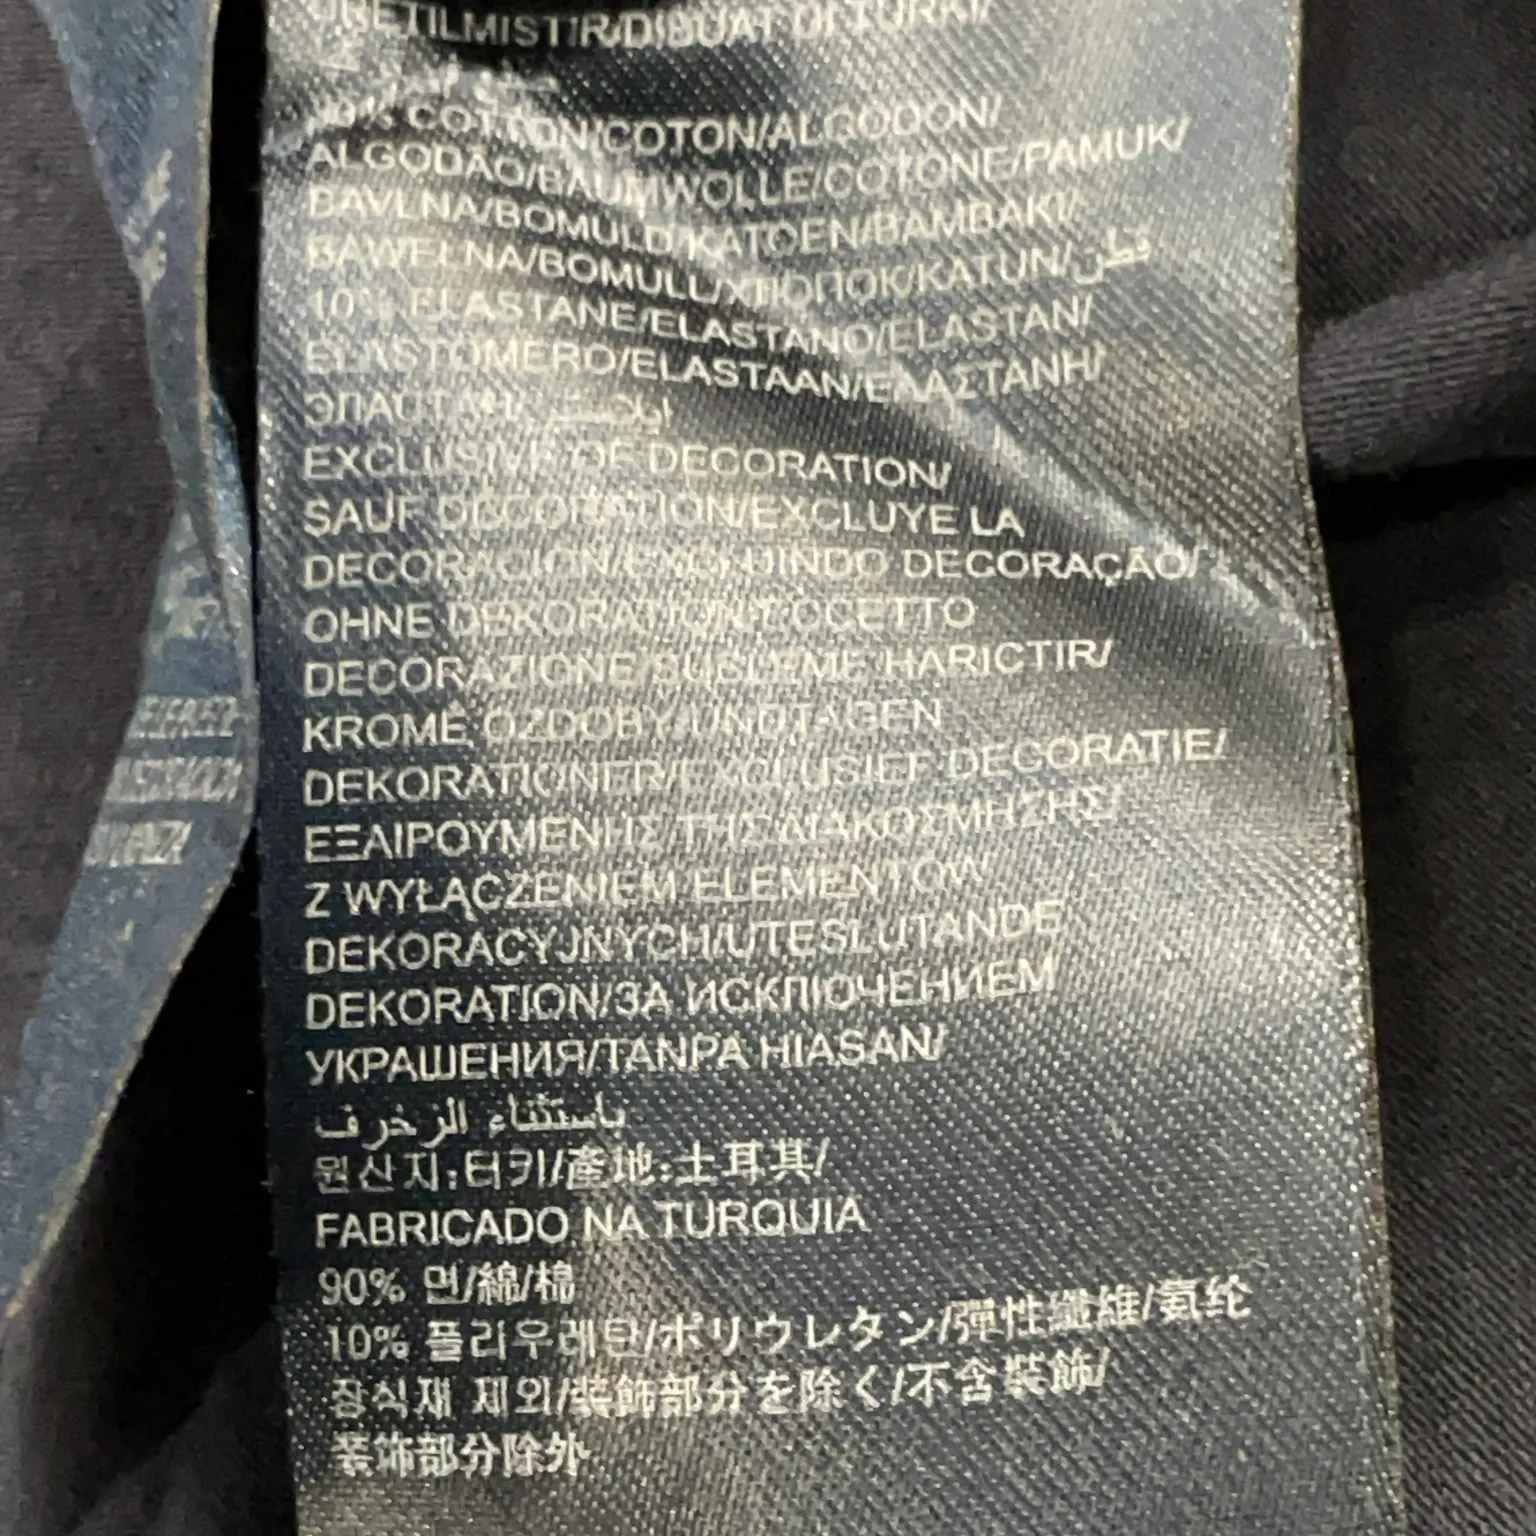 ÜRETILMISTIR/DIBUAT DI TURKI/
90% COTTON/COTON/ALGODON/
ALGODÃO/BAUMWOLLE/COTONE/PAMUK/
BAVLNA/BOMULD/KATOEN/BAMBAKI/
BAWEŁNA/BOMULL/ХПОПОК/KATUN/قطن
10% ELASTANE/ELASTANO/ELASTAN/
ELASTOMERO/ELASTAAN/ΕΛΑΣΤΑΝΗ/
EXCLUSIVE OF DECORATION/
SAUF DECORATION/EXCLUYE LA
DECORACION/EXCLUINDO DECORAÇÃO/
OHNE DEKORATION/ECCETTO
DECORAZIONE/SUSLEME HARICTIR/
KROMĚ OZDOBY/UNDTAGEN
DEKORATIONER/EXCLUSIEF DECORATIE/
ΕΞΑΙΡΟΥΜΕΝΗΣ ΤΗΣ ΔΙΑΚΟΣΜΗΣΗΣ/
Z WYŁĄCZENIEM ELEMENTÓW
DEKORACYJNYCH/UTESLUTANDE
DEKORATION/ЗА ИСКЛЮЧЕНИЕМ
УКРАШЕНИЯ/TANPA HIASAN/
باستثناء الزخرف
원산지:터키/產地:土耳其/
FABRICADO NA TURQUIA
90% 면/綿/棉
10% 폴리우레탄/ポリウレタン/彈性纖維/氨纶
장식재 제외/装飾部分を除く/不含裝飾/
装饰部分除外